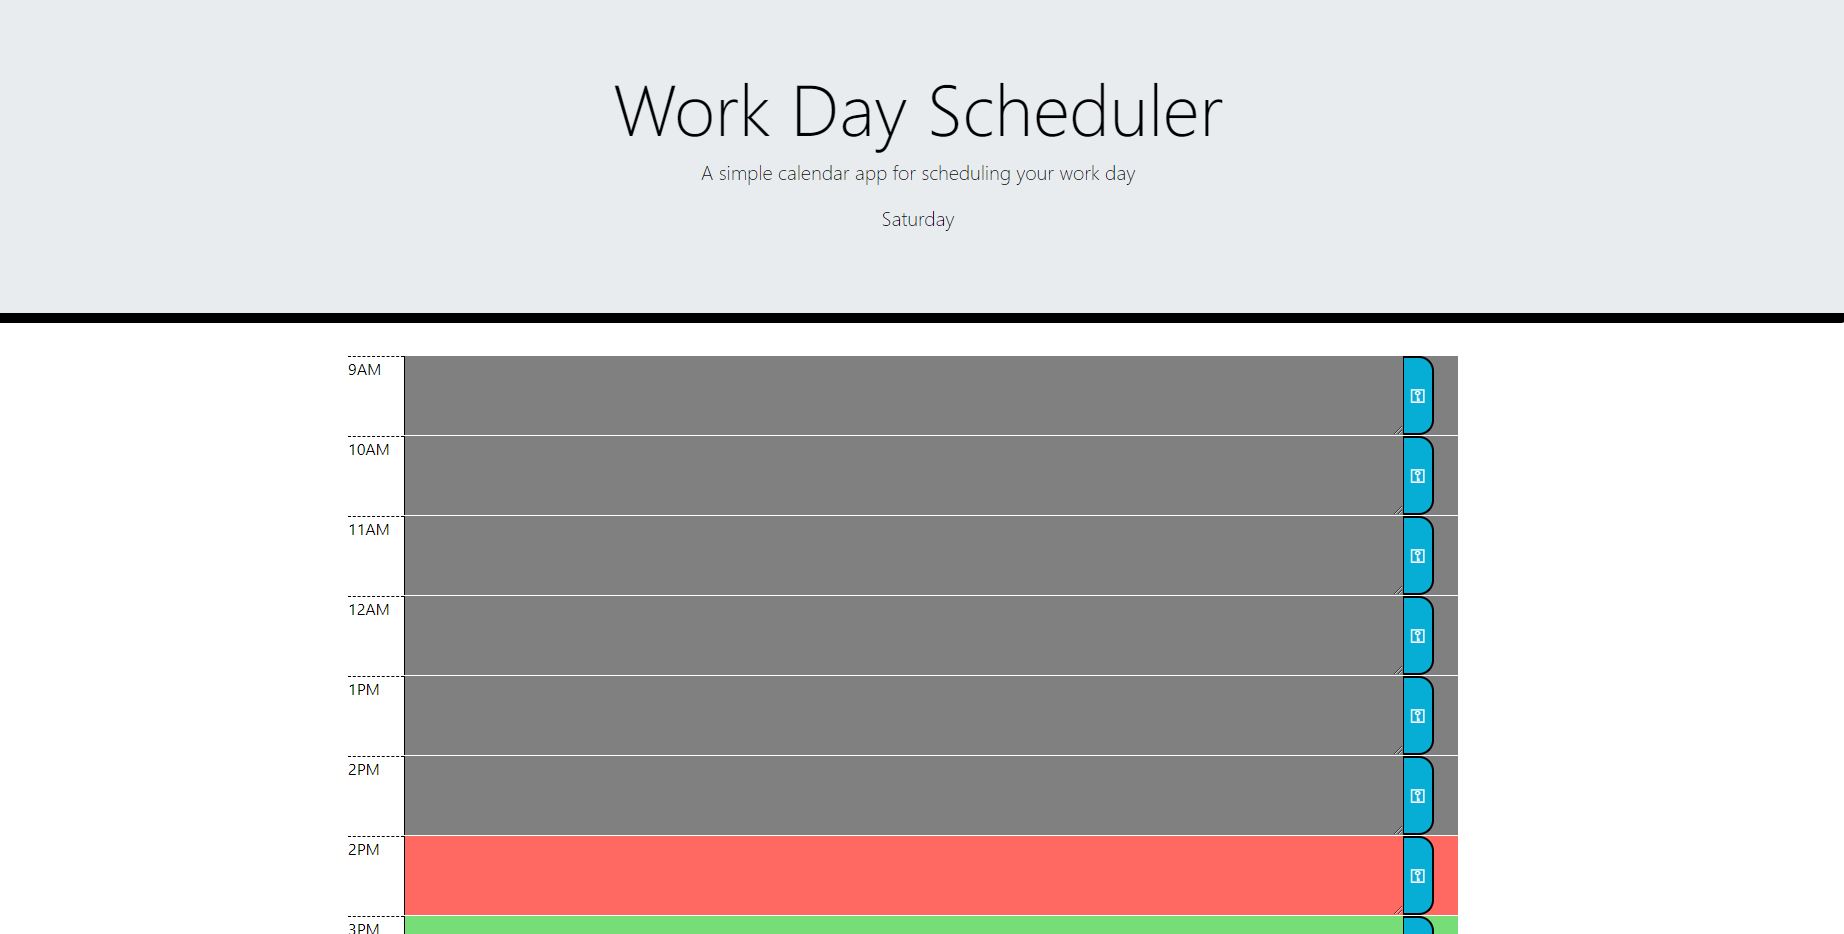 Work Day Scheduler
A simple calendar app for scheduling your work day
Saturday
9AM
10AM
11AM
12AM
1PM
2PM
2PM
3PM